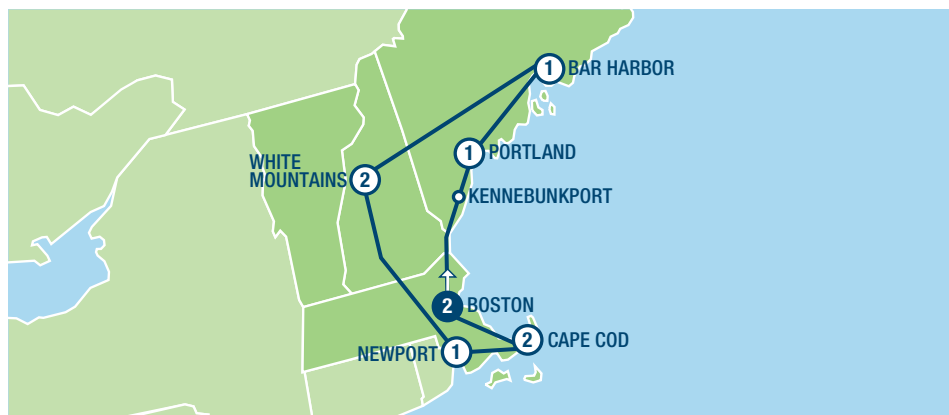 1 BAR HARBOR
1 PORTLAND
WHITE
MOUNTAINS 2
KENNEBUNKPORT
2 BOSTON
2 CAPE COD
NEWPORT 1